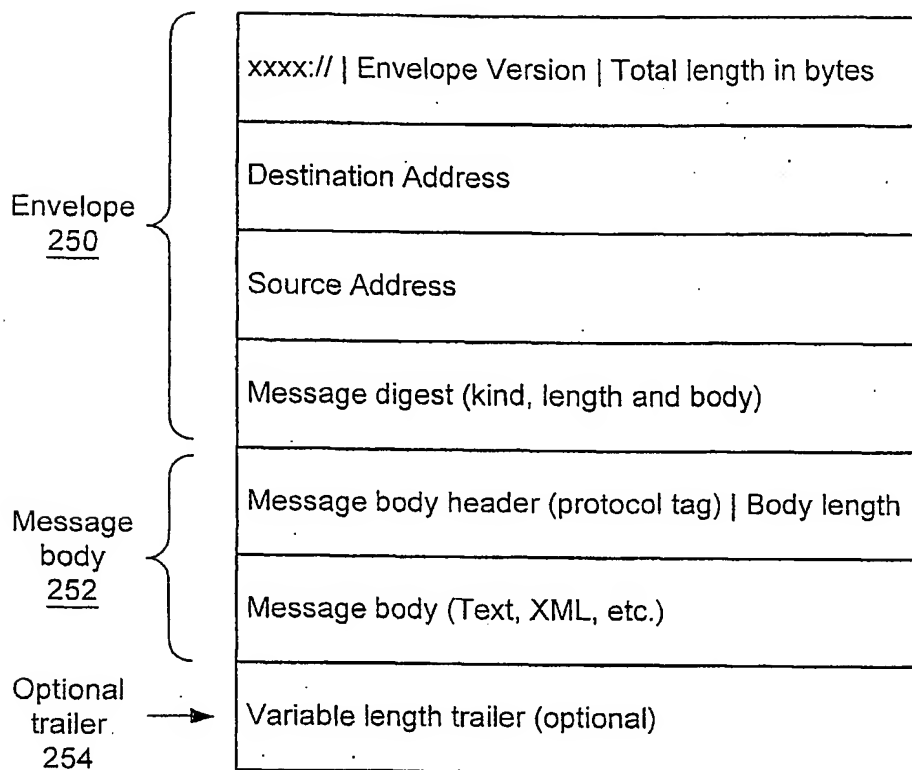 xxxx:// | Envelope Version | Total length in bytes
Destination Address
Envelope
250
Source Address
Message digest (kind, length and body)
Message body header (protocol tag) | Body length
Message
body
252
Message body (Text, XML, etc.)
Optional
trailer
254
Variable length trailer (optional)